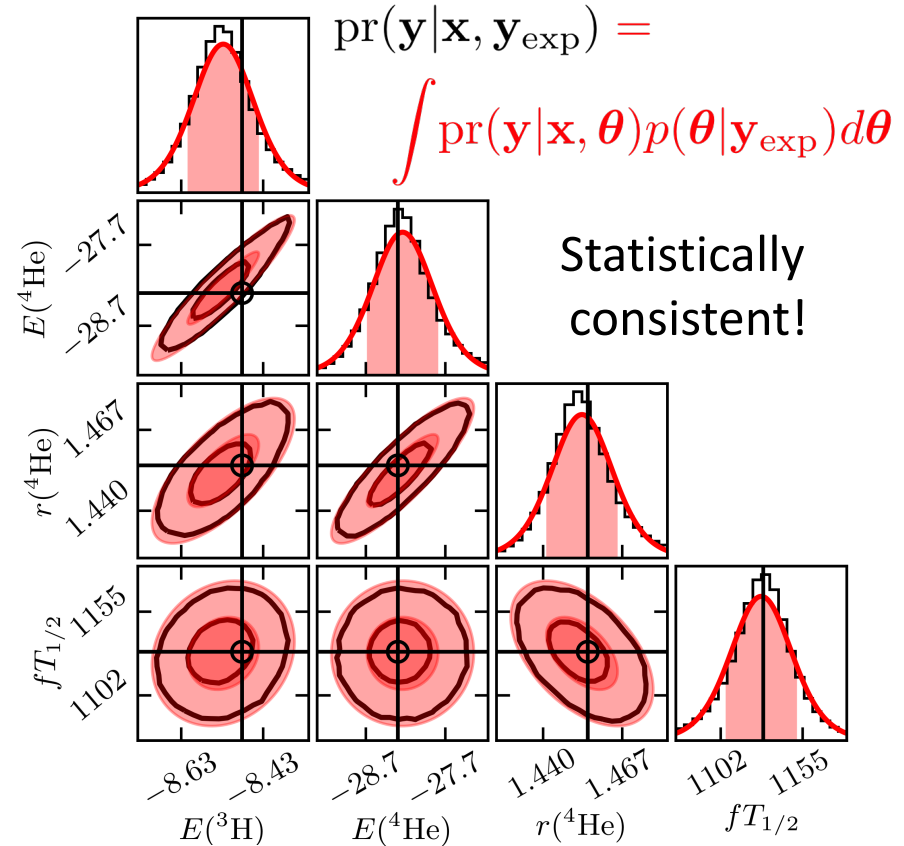 pr(y|x, y_exp) =
∫ pr(y|x, θ)p(θ|y_exp)dθ
Statistically
consistent!
E(⁴He)
−27.7
−28.7
r(⁴He)
1.467
1.440
fT_{1/2}
1155
1102
−8.63 −8.43 −28.7 −27.7 1.440 1.467 1102 1155
E(³H) E(⁴He) r(⁴He) fT_{1/2}